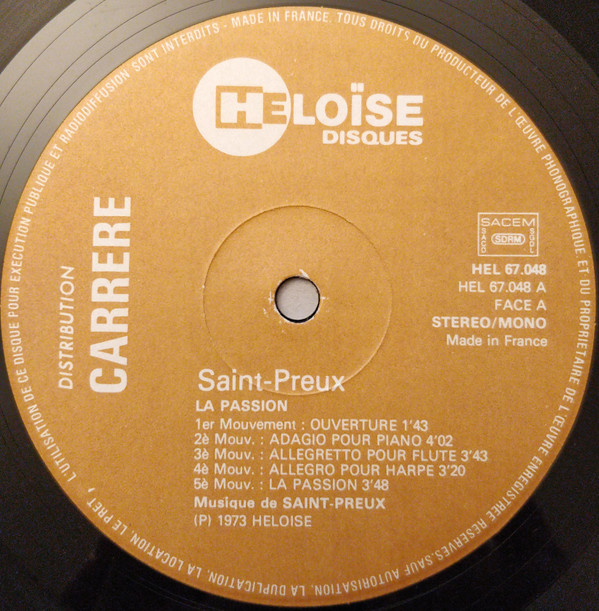 MADE IN FRANCE. TOUS DROITS DU PRODUCTEUR DE L'ŒUVRE PHONOGRAPHIQUE ET DU PROPRIETAIRE DE L'ŒUVRE ENREGISTREE RESERVES. SAUF AUTORISATION, LA DUPLICATION, LA LOCATION, LE PRET, L'UTILISATION DE CE DISQUE POUR EXECUTION PUBLIQUE ET RADIODIFFUSION SONT INTERDITS -
HELOÏSE
DISQUES
DISTRIBUTION
CARRERE
SACEM
SACD SDRM SGDL
HEL 67.048
HEL 67.048 A
FACE A
STEREO/MONO
Made in France
Saint-Preux
LA PASSION
1er Mouvement : OUVERTURE 1'43
2è Mouv. : ADAGIO POUR PIANO 4'02
3è Mouv. : ALLEGRETTO POUR FLUTE 3'43
4è Mouv. : ALLEGRO POUR HARPE 3'20
5è Mouv. : LA PASSION 3'48
Musique de SAINT-PREUX
(P) 1973 HELOISE